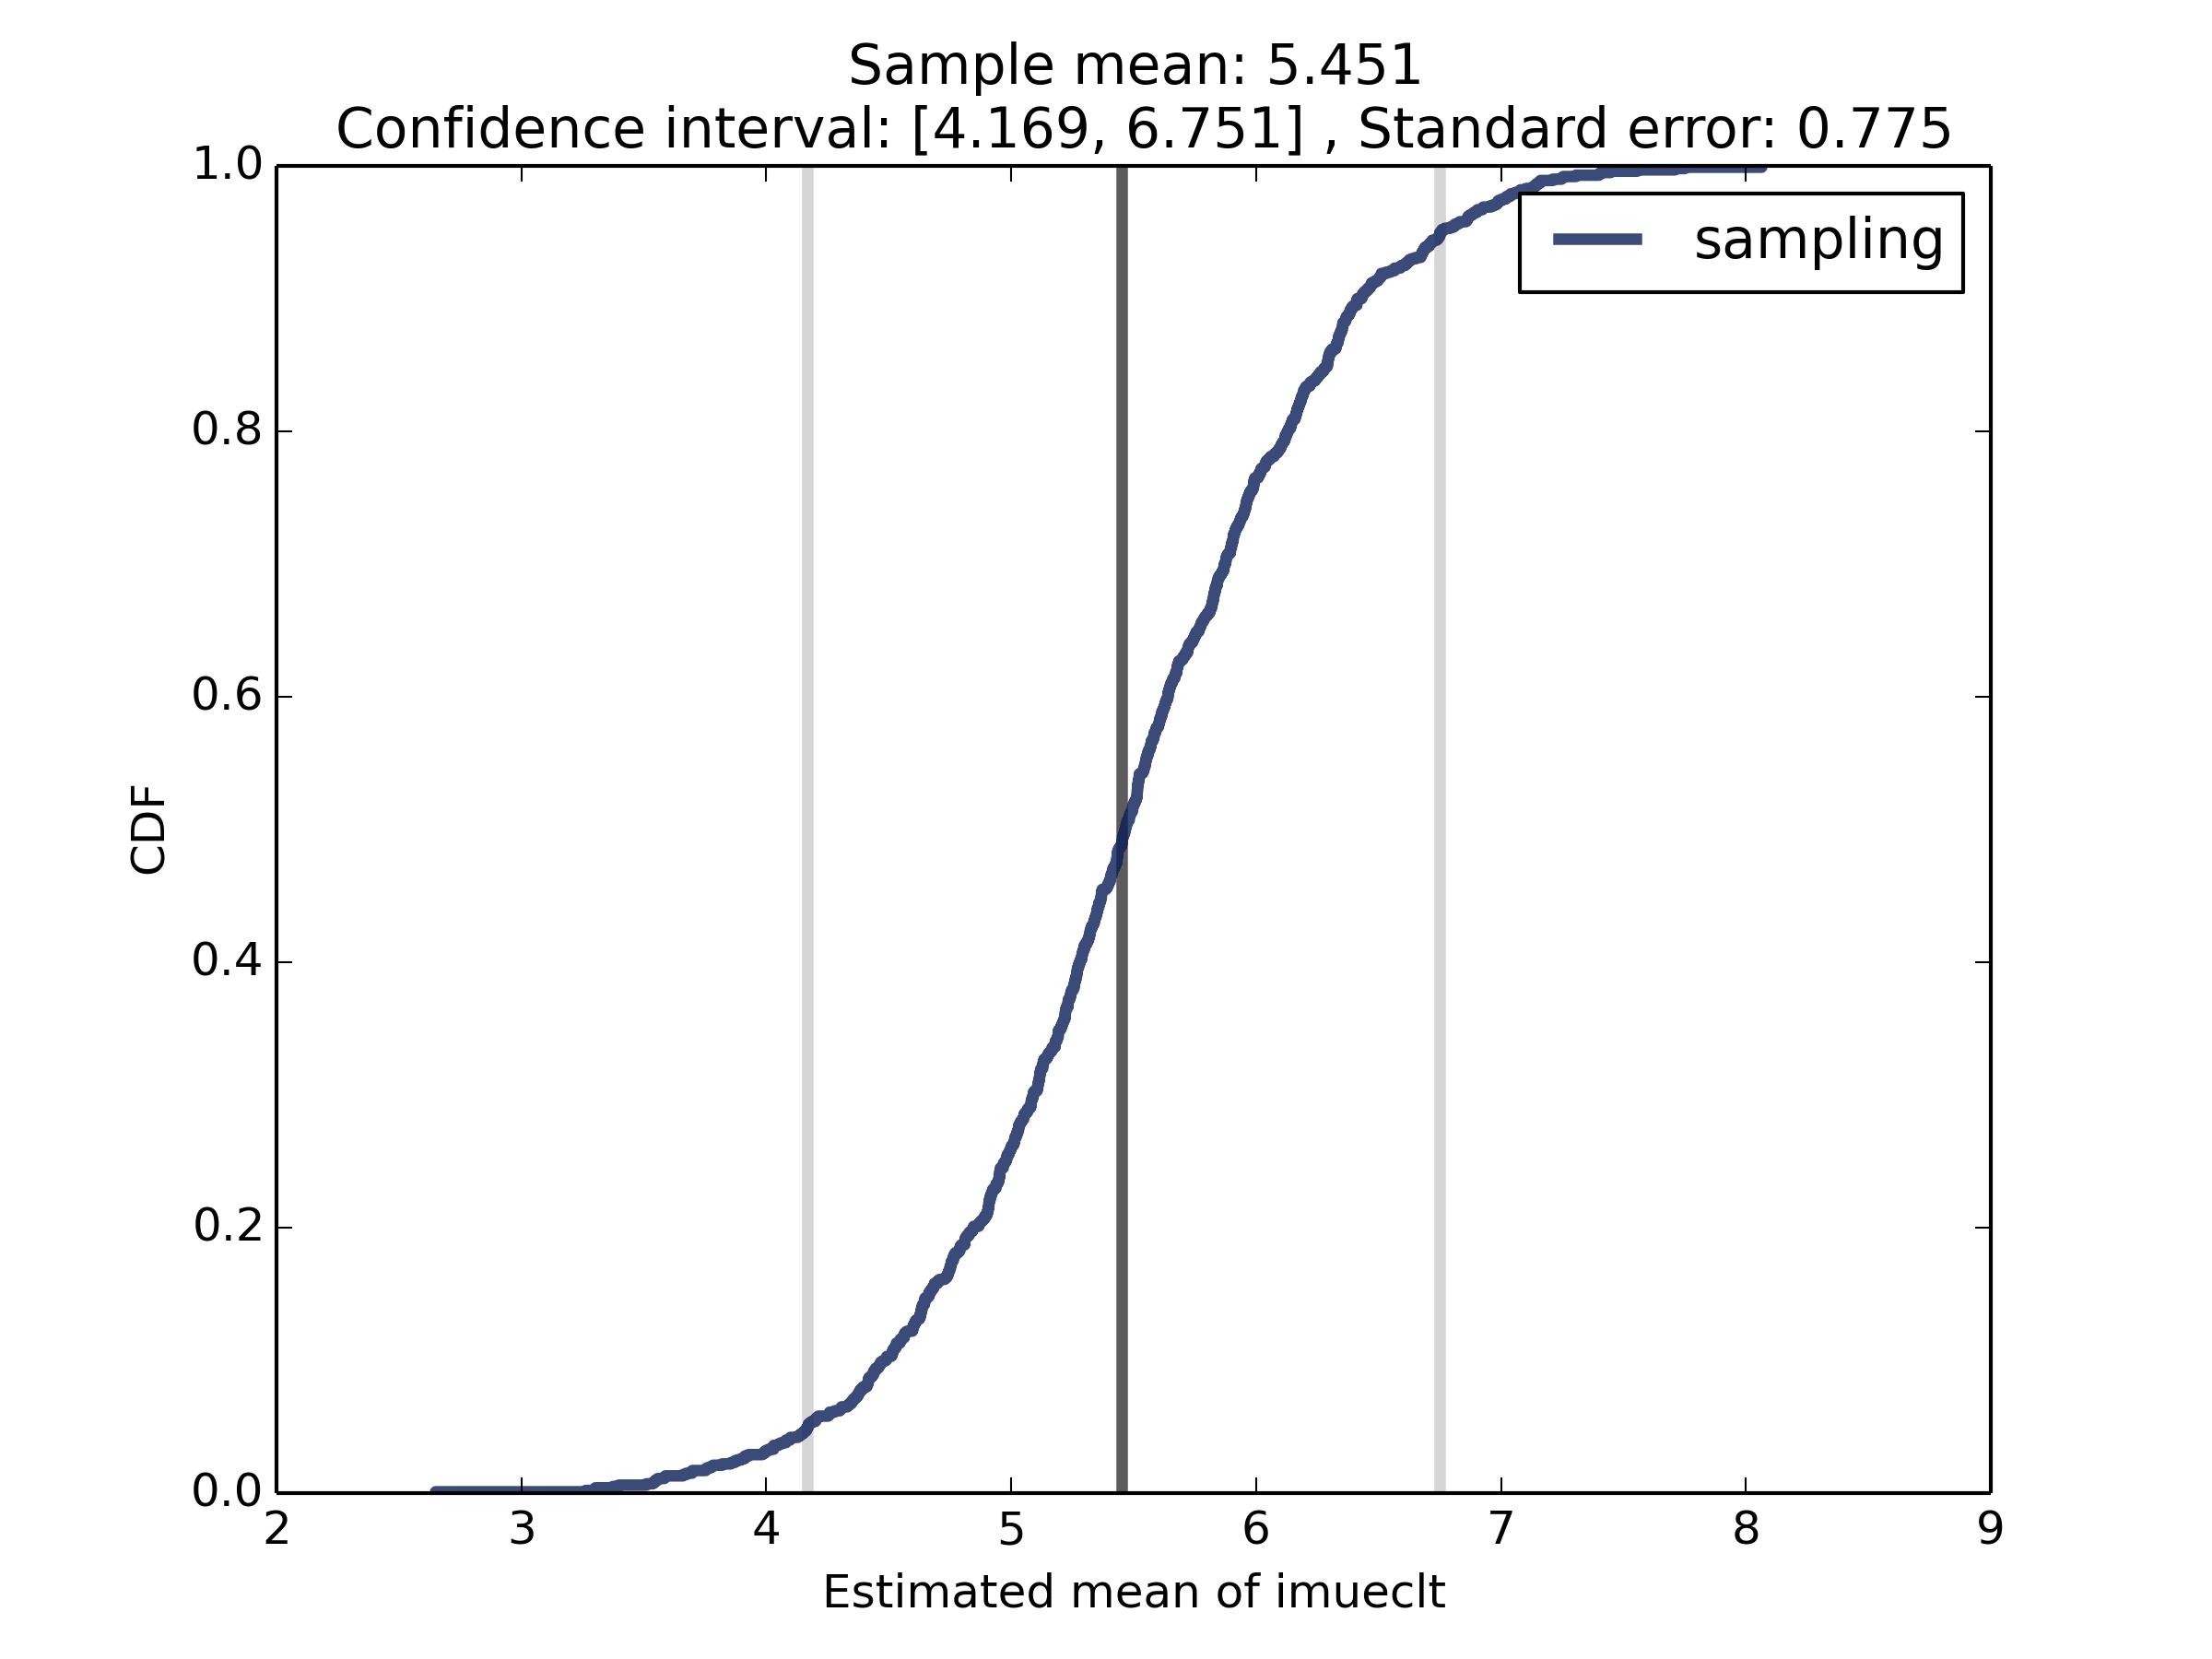 Sample mean: 5.451
Confidence interval: [4.169, 6.751] , Standard error: 0.775
1.0
sampling
0.8
0.6
CDF
0.4
0.2
0.0
2 3 4 5 6 7 8 9
Estimated mean of imueclt